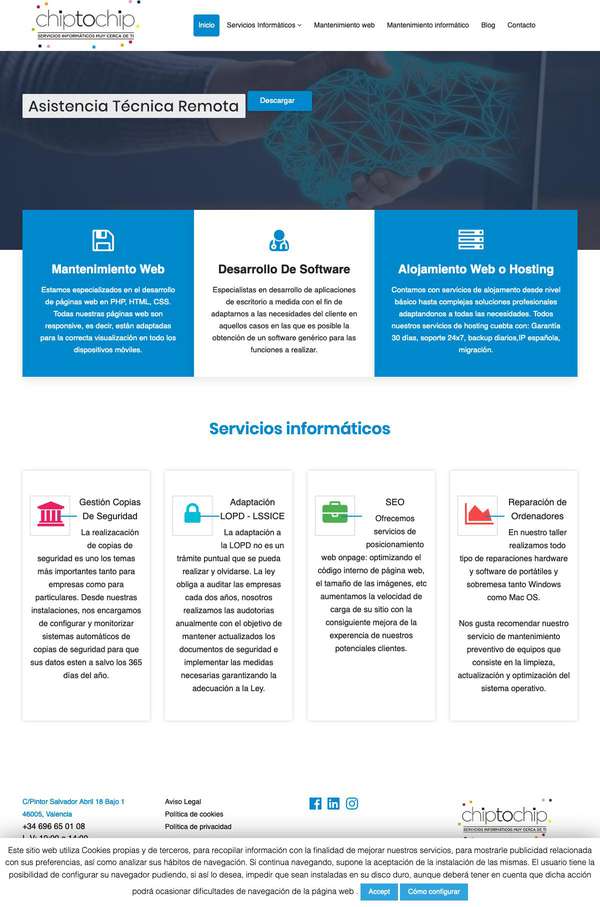 chiptochip
SERVICIOS INFORMÁTICOS MUY CERCA DE TI
Inicio
Servicios Informáticos
Mantenimiento web
Mantenimiento informático
Blog
Contacto
Asistencia Técnica Remota
Descargar
Mantenimiento Web
Estamos especializados en el desarrollo
de páginas web en PHP, HTML, CSS.
Todas nuestras páginas web son
responsive, es decir, están adaptadas
para la correcta visualización en todo los
dispositivos móviles.
Desarrollo De Software
Especialistas en desarrollo de aplicaciones
de escritorio a medida con el fin de
adaptarnos a las necesidades del cliente en
aquellos casos en las que es posible la
obtención de un software genérico para las
funciones a realizar.
Alojamiento Web o Hosting
Contamos con servicios de alojamiento desde nivel
básico hasta complejas soluciones profesionales
adaptandonos a todas las necesidades. Todos
nuestros servicios de hosting cuebta con: Garantía
30 días, soporte 24x7, backup diarios,IP española,
migración.
Servicios informáticos
Gestión Copias
De Seguridad
La realizacación
de copias de
seguridad es uno los temas
más importantes tanto para
empresas como para
particulares. Desde nuestras
instalaciones, nos encargamos
de configurar y monitorizar
sistemas automáticos de
copias de seguridad para que
sus datos esten a salvo los 365
días del año.
Adaptación
LOPD - LSSICE
La adaptación a
la LOPD no es un
trámite puntual que se pueda
realizar y olvidarse. La ley
obliga a auditar las empresas
cada dos años, nosotros
realizamos las audotorias
anualmente con el objetivo de
mantener actualizados los
documentos de seguridad e
implementar las medidas
necesarias garantizando la
adecuación a la Ley.
SEO
Ofrecemos
servicios de
posicionamiento
web onpage: optimizando el
código interno de página web,
el tamaño de las imágenes, etc
aumentamos la velocidad de
carga de su sitio con la
consiguiente mejora de la
experencia de nuestros
potenciales clientes.
Reparación de
Ordenadores
En nuestro taller
realizamos todo
tipo de reparaciones hardware
y software de portátiles y
sobremesa tanto Windows
como Mac OS.
Nos gusta recomendar nuestro
servicio de mantenimiento
preventivo de equipos que
consiste en la limpieza,
actualización y optimización del
sistema operativo.
C/Pintor Salvador Abril 18 Bajo 1
46005, Valencia
+34 696 65 01 08
L-V: 10:00 a 14:00
Aviso Legal
Política de cookies
Política de privacidad
chiptochip
SERVICIOS INFORMÁTICOS MUY CERCA DE TI
Este sitio web utiliza Cookies propias y de terceros, para recopilar información con la finalidad de mejorar nuestros servicios, para mostrarle publicidad relacionada
con sus preferencias, así como analizar sus hábitos de navegación. Si continua navegando, supone la aceptación de la instalación de las mismas. El usuario tiene la
posibilidad de configurar su navegador pudiendo, si así lo desea, impedir que sean instaladas en su disco duro, aunque deberá tener en cuenta que dicha acción
podrá ocasionar dificultades de navegación de la página web .
Accept
Cómo configurar